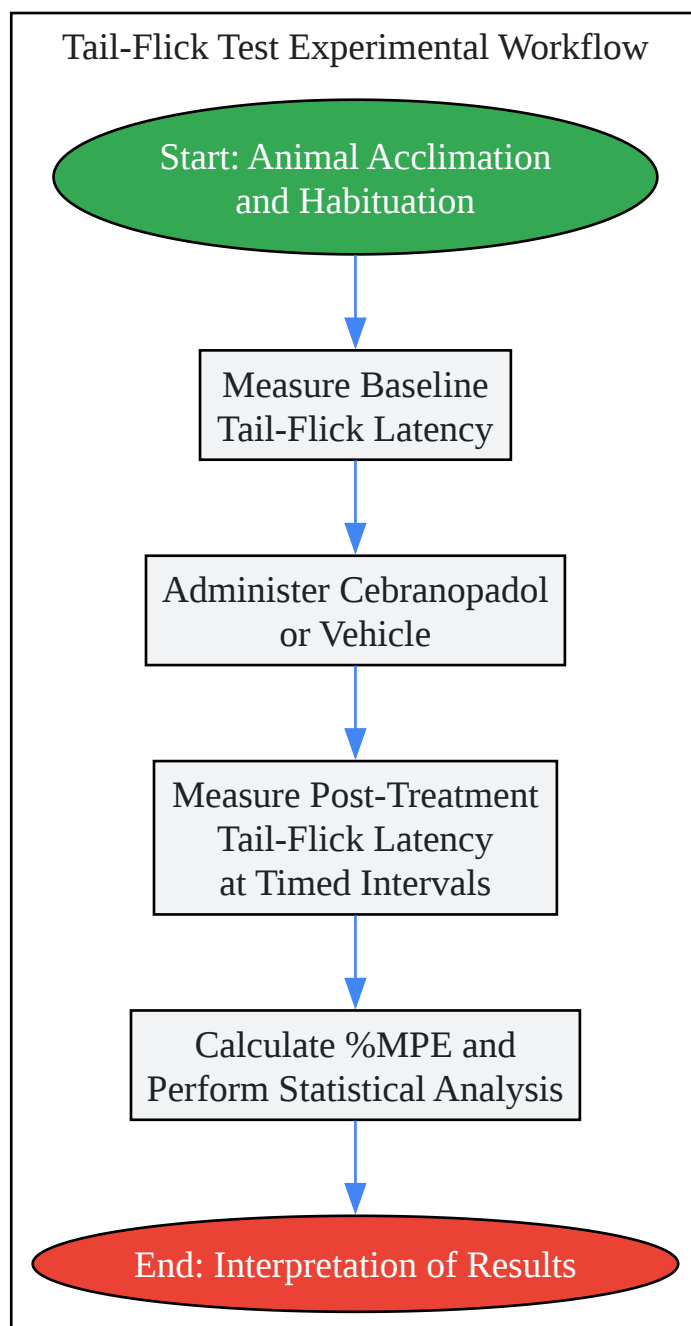 Tail-Flick Test Experimental Workflow
Start: Animal Acclimation
and Habituation
Measure Baseline
Tail-Flick Latency
Administer Cebranopadol
or Vehicle
Measure Post-Treatment
Tail-Flick Latency
at Timed Intervals
Calculate %MPE and
Perform Statistical Analysis
End: Interpretation of Results